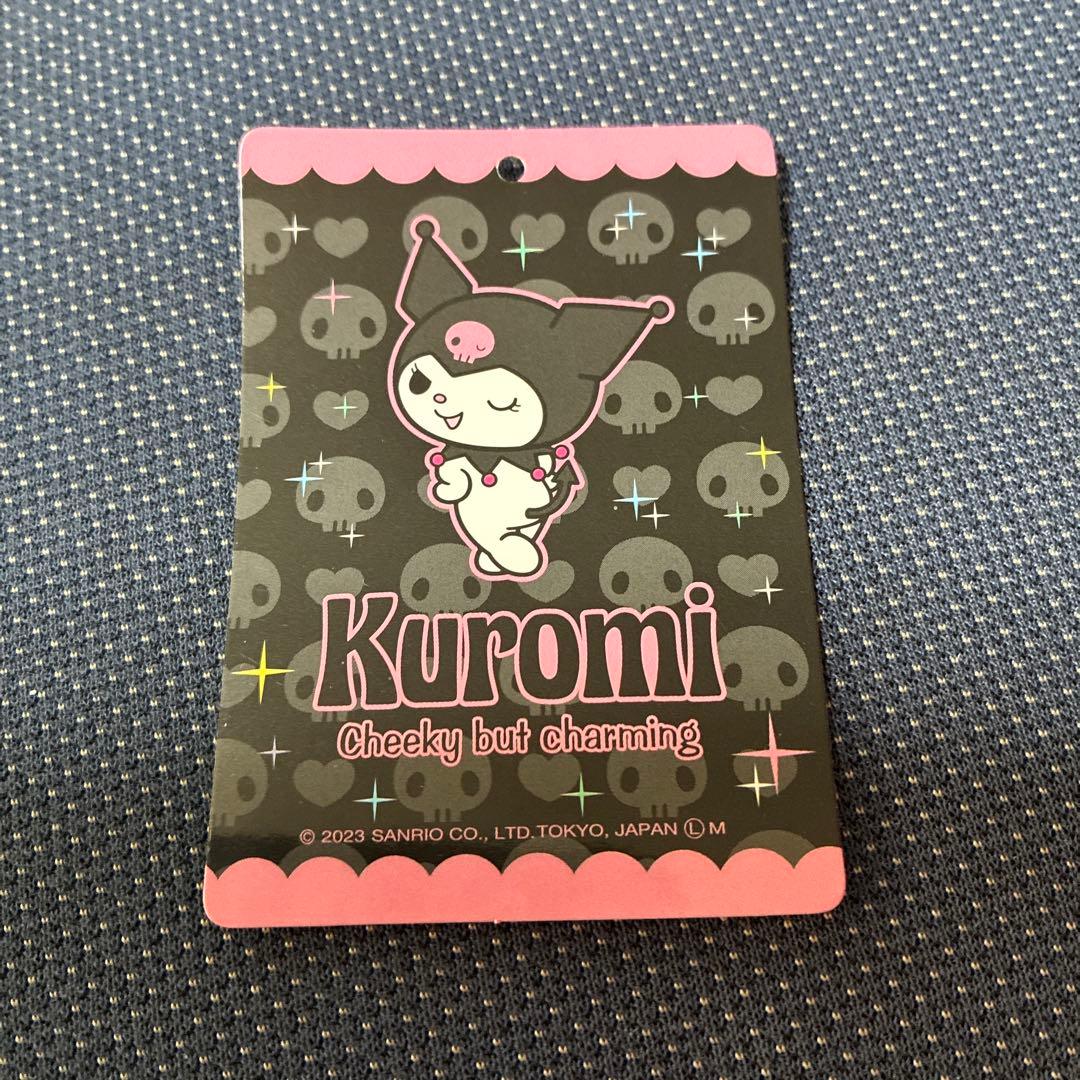 Kuromi
Cheeky but charming
© 2023 SANRIO CO., LTD. TOKYO, JAPAN Ⓛ M